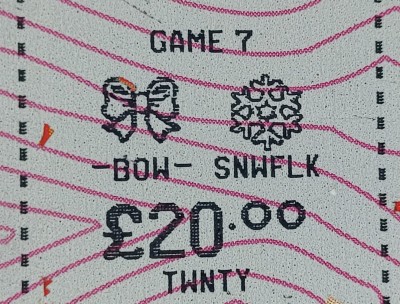 GAME 7
-BOW- SNWFLK
£20.00
TWNTY